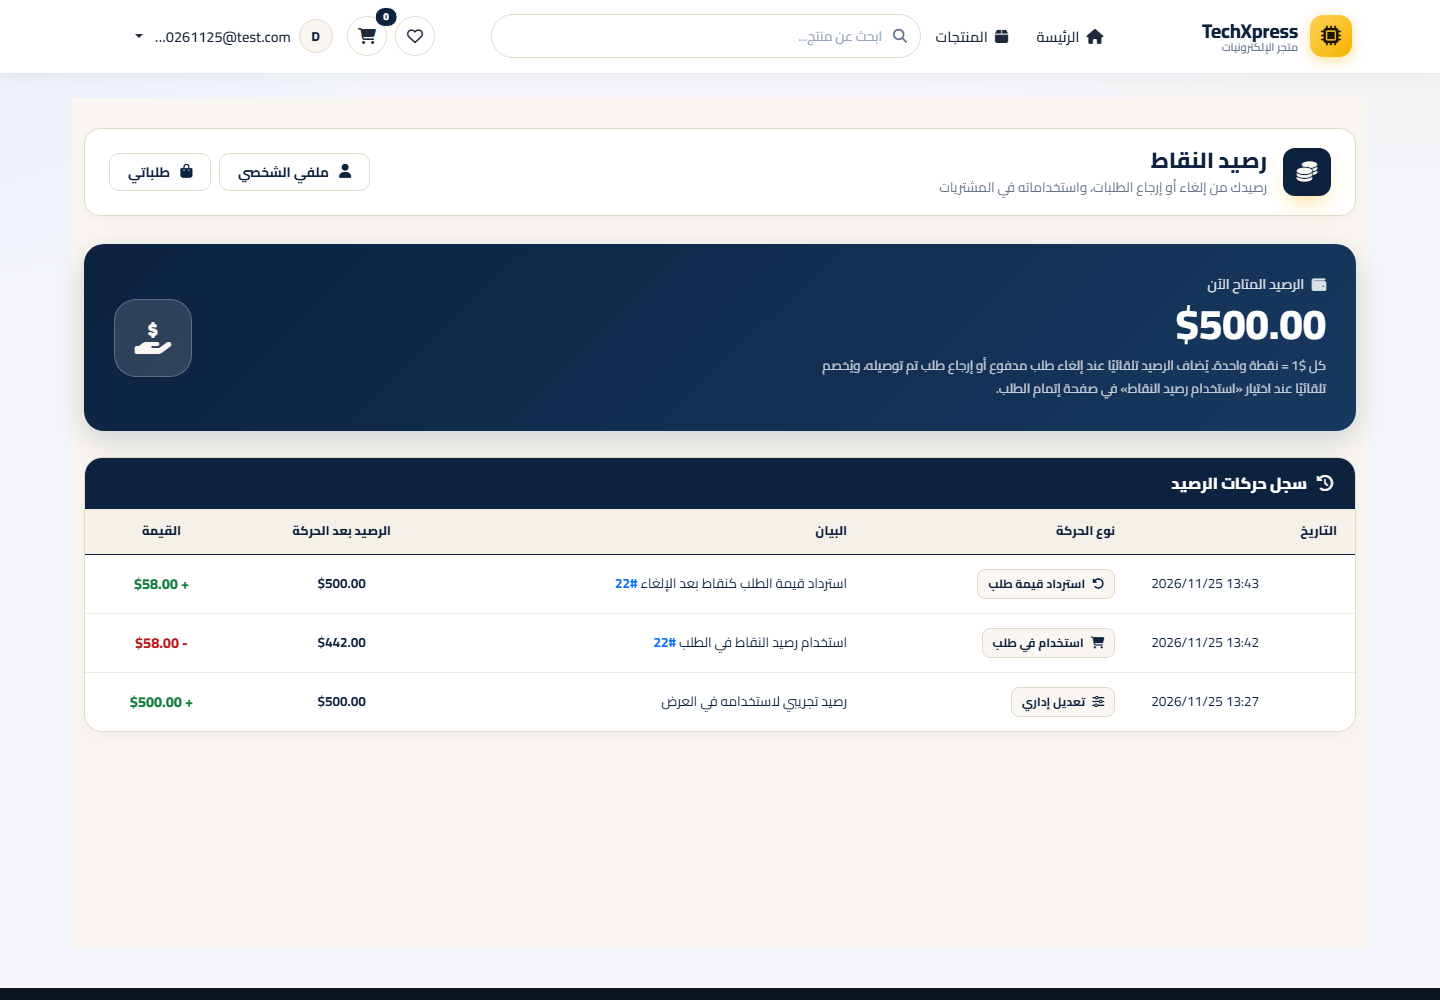 TechXpress
متجر الإلكترونيات
الرئيسة
المنتجات
ابحث عن منتج...
0
D
...0261125@test.com
رصيد النقاط
رصيدك من إلغاء أو إرجاع الطلبات، واستخداماته في المشتريات
ملفي الشخصي
طلباتي
الرصيد المتاح الآن
$500.00
كل 1$ = نقطة واحدة. يُضاف الرصيد تلقائيًا عند إلغاء طلب مدفوع أو إرجاع طلب تم توصيله، ويُخصم
تلقائيًا عند اختيار «استخدام رصيد النقاط» في صفحة إتمام الطلب.
سجل حركات الرصيد
التاريخ نوع الحركة البيان الرصيد بعد الحركة القيمة
2026/11/25 13:43 استرداد قيمة طلب استرداد قيمة الطلب كنقاط بعد الإلغاء #22 $500.00 + $58.00
2026/11/25 13:42 استخدام في طلب استخدام رصيد النقاط في الطلب #22 $442.00 - $58.00
2026/11/25 13:27 تعديل إداري رصيد تجريبي لاستخدامه في العرض $500.00 + $500.00